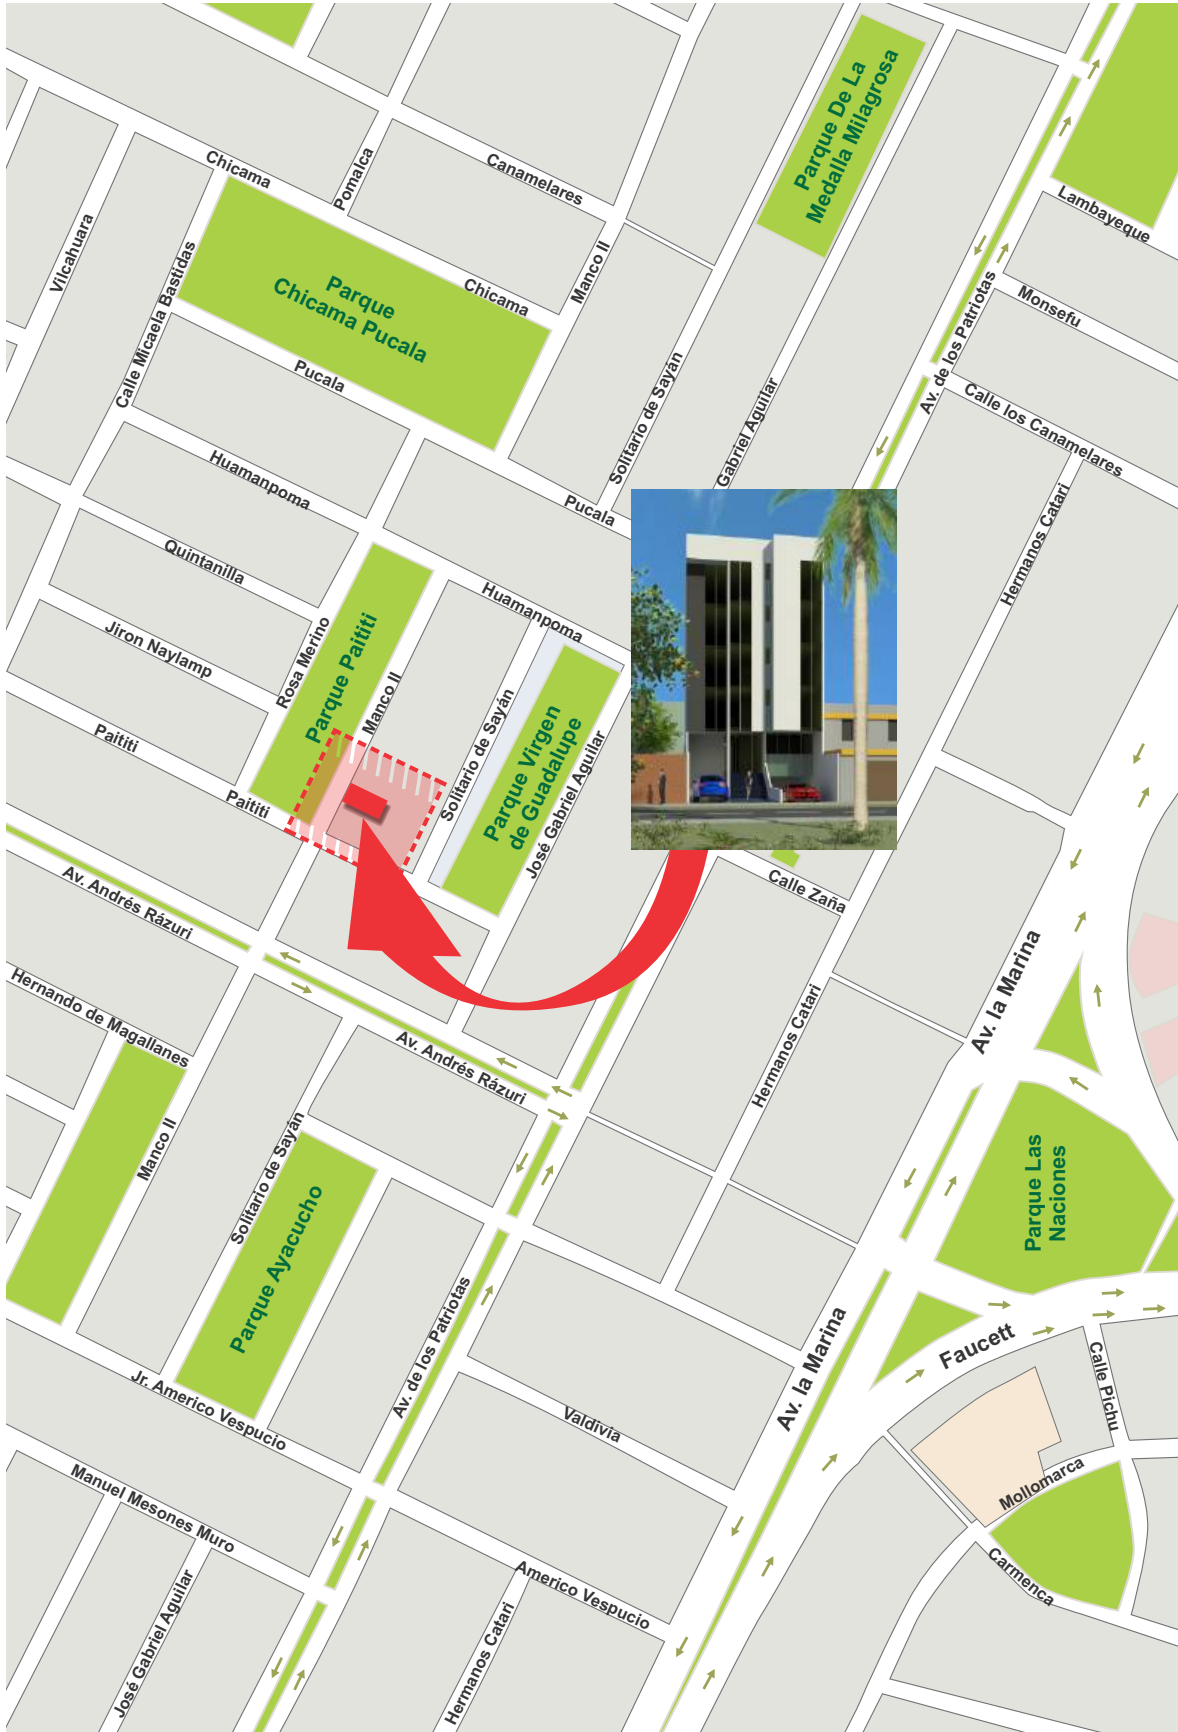 Parque De La
Medalla Milagrosa
Chicama
Pomalca
Canamelares
Lambayeque
Vilcahuara
Calle Micaela Bastidas
Parque
Chicama Pucala
Chicama
Manco II
Monsefu
Av. de los Patriotas
Pucala
Solitario de Sayán
Gabriel Aguilar
Calle los Canamelares
Huamanpoma
Pucala
Hermanos Catari
Quintanilla
Huamanpoma
Jiron Naylamp
Rosa Merino
Parque Paititi
Manco II
Solitario de Sayán
Parque Virgen
de Guadalupe
José Gabriel Aguilar
Paititi
Paititi
Av. Andrés Rázuri
Calle Zaña
Hernando de Magallanes
Av. Andrés Rázuri
Hermanos Catari
Av. la Marina
Manco II
Solitario de Sayán
Parque Ayacucho
Parque Las
Naciones
Av. de los Patriotas
Av. la Marina
Faucett
Calle Pichu
Jr. Americo Vespucio
Valdivia
Manuel Mesones Muro
Mollomarca
Carmenca
José Gabriel Aguilar
Americo Vespucio
Hermanos Catari